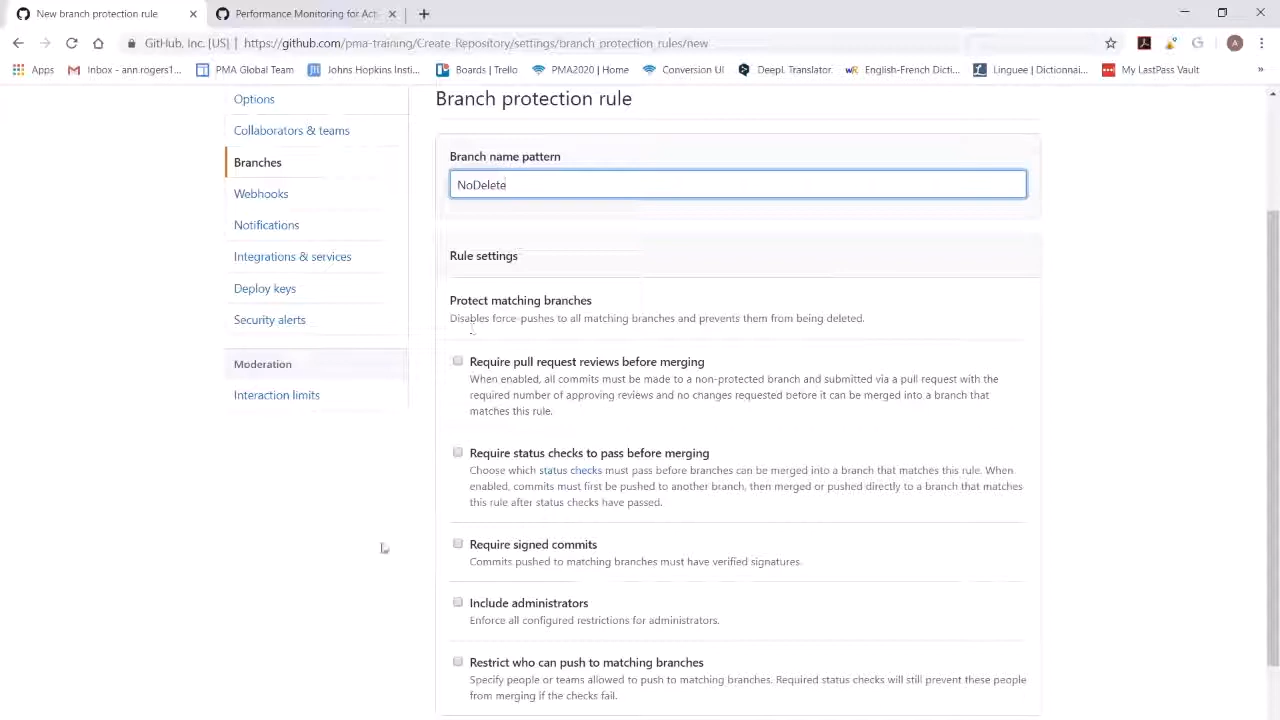 New branch protection rule
Performance Monitoring for Act
GitHub, Inc. [US] | https://github.com/pma-training/Create_Repository/settings/branch_protection_rules/new
A
Apps
Inbox - ann.rogers1...
PMA Global Team
Johns Hopkins Insti...
Boards | Trello
PMA2020 | Home
Conversion UI
DeepL Translator.
English-French Dicti...
Linguee | Dictionnai...
My LastPass Vault
»
Options
Collaborators & teams
Branches
Webhooks
Notifications
Integrations & services
Deploy keys
Security alerts
Moderation
Interaction limits
Branch protection rule
Branch name pattern
NoDelete
Rule settings
Protect matching branches
Disables force-pushes to all matching branches and prevents them from being deleted.
Require pull request reviews before merging
When enabled, all commits must be made to a non-protected branch and submitted via a pull request with the
required number of approving reviews and no changes requested before it can be merged into a branch that
matches this rule.
Require status checks to pass before merging
Choose which status checks must pass before branches can be merged into a branch that matches this rule. When
enabled, commits must first be pushed to another branch, then merged or pushed directly to a branch that matches
this rule after status checks have passed.
Require signed commits
Commits pushed to matching branches must have verified signatures.
Include administrators
Enforce all configured restrictions for administrators.
Restrict who can push to matching branches
Specify people or teams allowed to push to matching branches. Required status checks will still prevent these people
from merging if the checks fail.